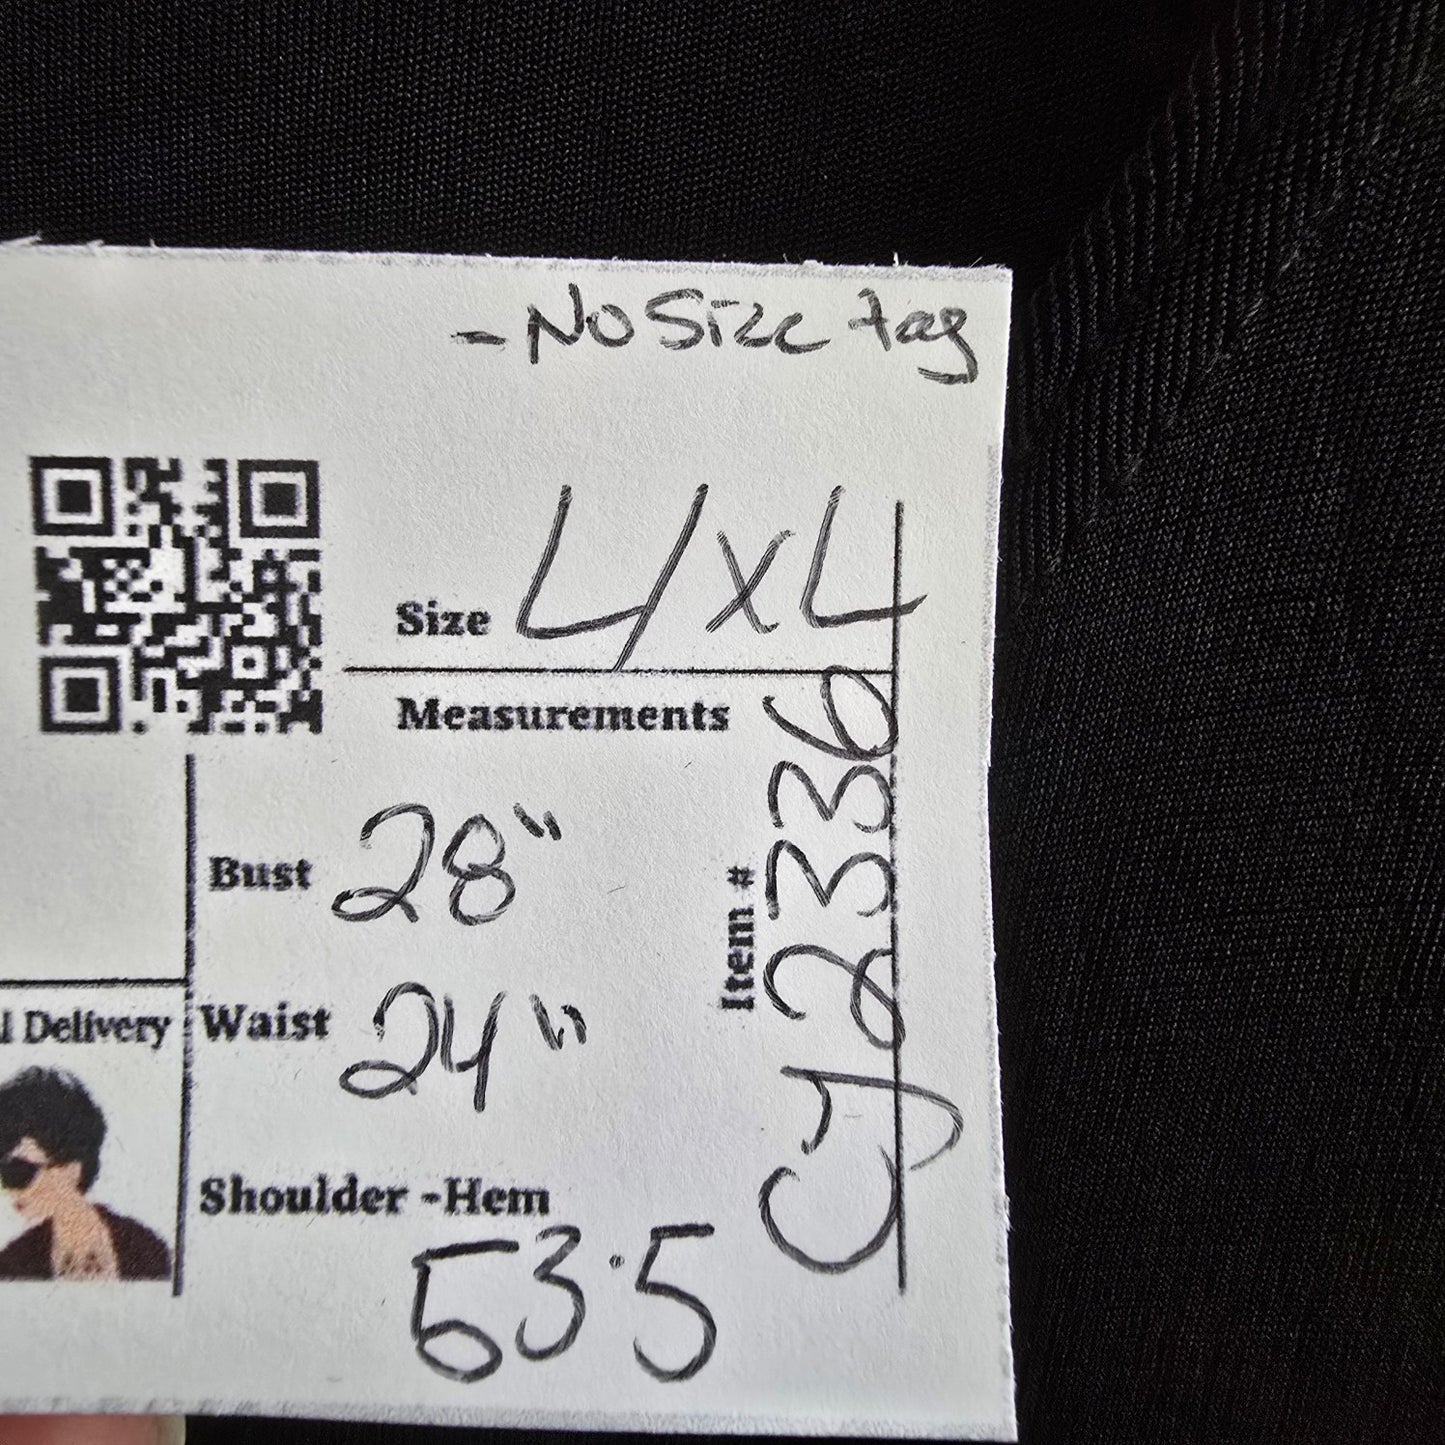 - No Size tag
Size L/XL
Measurements
Bust 28"
Waist 24"
Shoulder -Hem
53.5
Item #
CJ2336
l Delivery